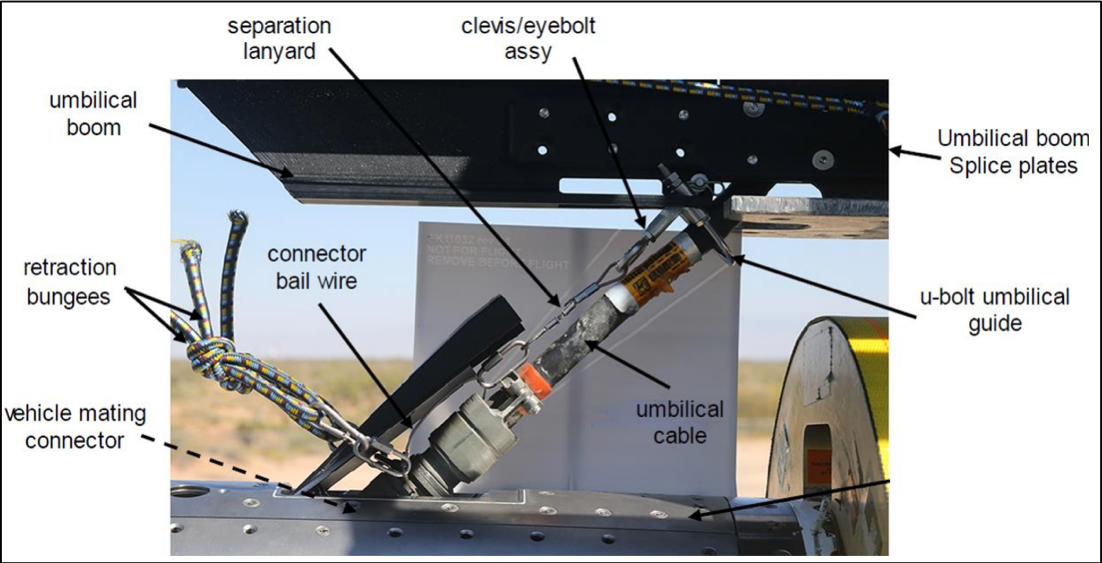 separation
lanyard
clevis/eyebolt
assy
umbilical
boom
Umbilical boom
Splice plates
retraction
bungees
connector
bail wire
NOT FOR FLIGHT
REMOVE BEFORE FLIGHT
u-bolt umbilical
guide
vehicle mating
connector
umbilical
cable